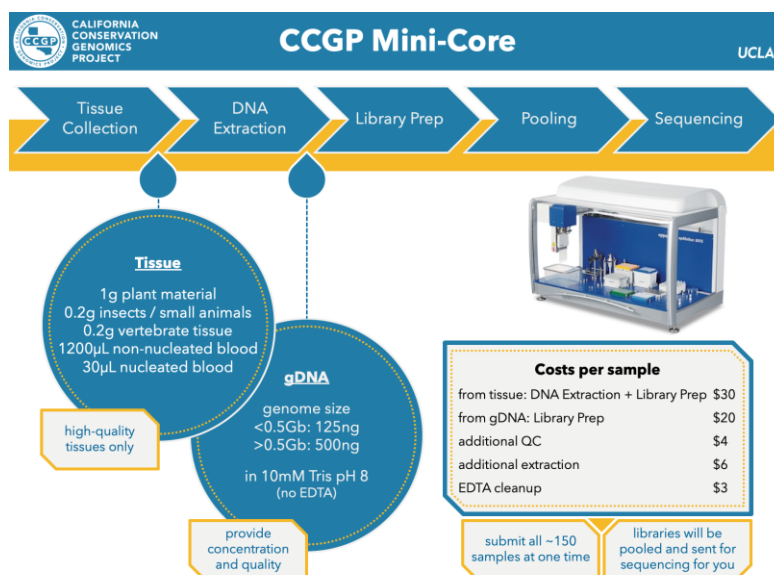 CCGP
CALIFORNIA
CONSERVATION
GENOMICS
PROJECT
CCGP Mini-Core
UCLA
Tissue
Collection
DNA
Extraction
Library Prep
Pooling
Sequencing
Tissue
1g plant material
0.2g insects / small animals
0.2g vertebrate tissue
1200µL non-nucleated blood
30µL nucleated blood
high-quality
tissues only
gDNA
genome size
<0.5Gb: 125ng
>0.5Gb: 500ng
in 10mM Tris pH 8
(no EDTA)
provide
concentration
and quality
Costs per sample
from tissue: DNA Extraction + Library Prep $30
from gDNA: Library Prep $20
additional QC $4
additional extraction $6
EDTA cleanup $3
submit all ~150
samples at one time
libraries will be
pooled and sent for
sequencing for you